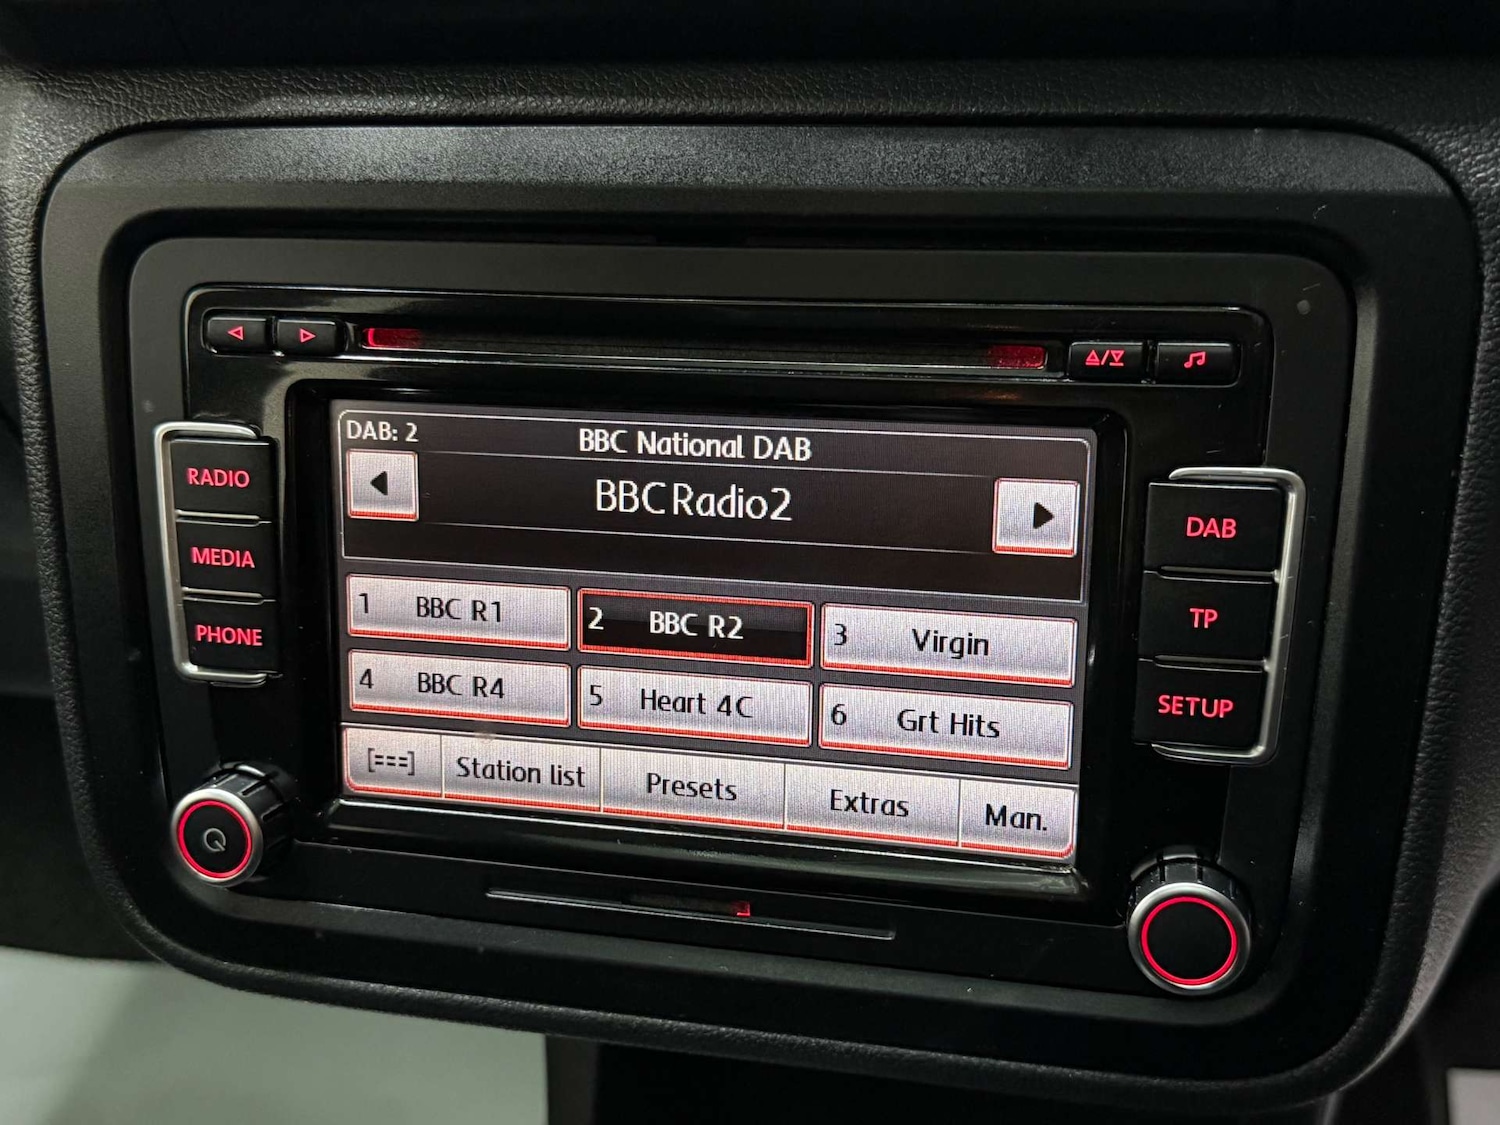 DAB: 2
BBC National DAB
BBC Radio2
RADIO
MEDIA
PHONE
1 BBC R1
2 BBC R2
3 Virgin
4 BBC R4
5 Heart 4C
6 Grt Hits
[===]
Station list
Presets
Extras
Man.
DAB
TP
SETUP